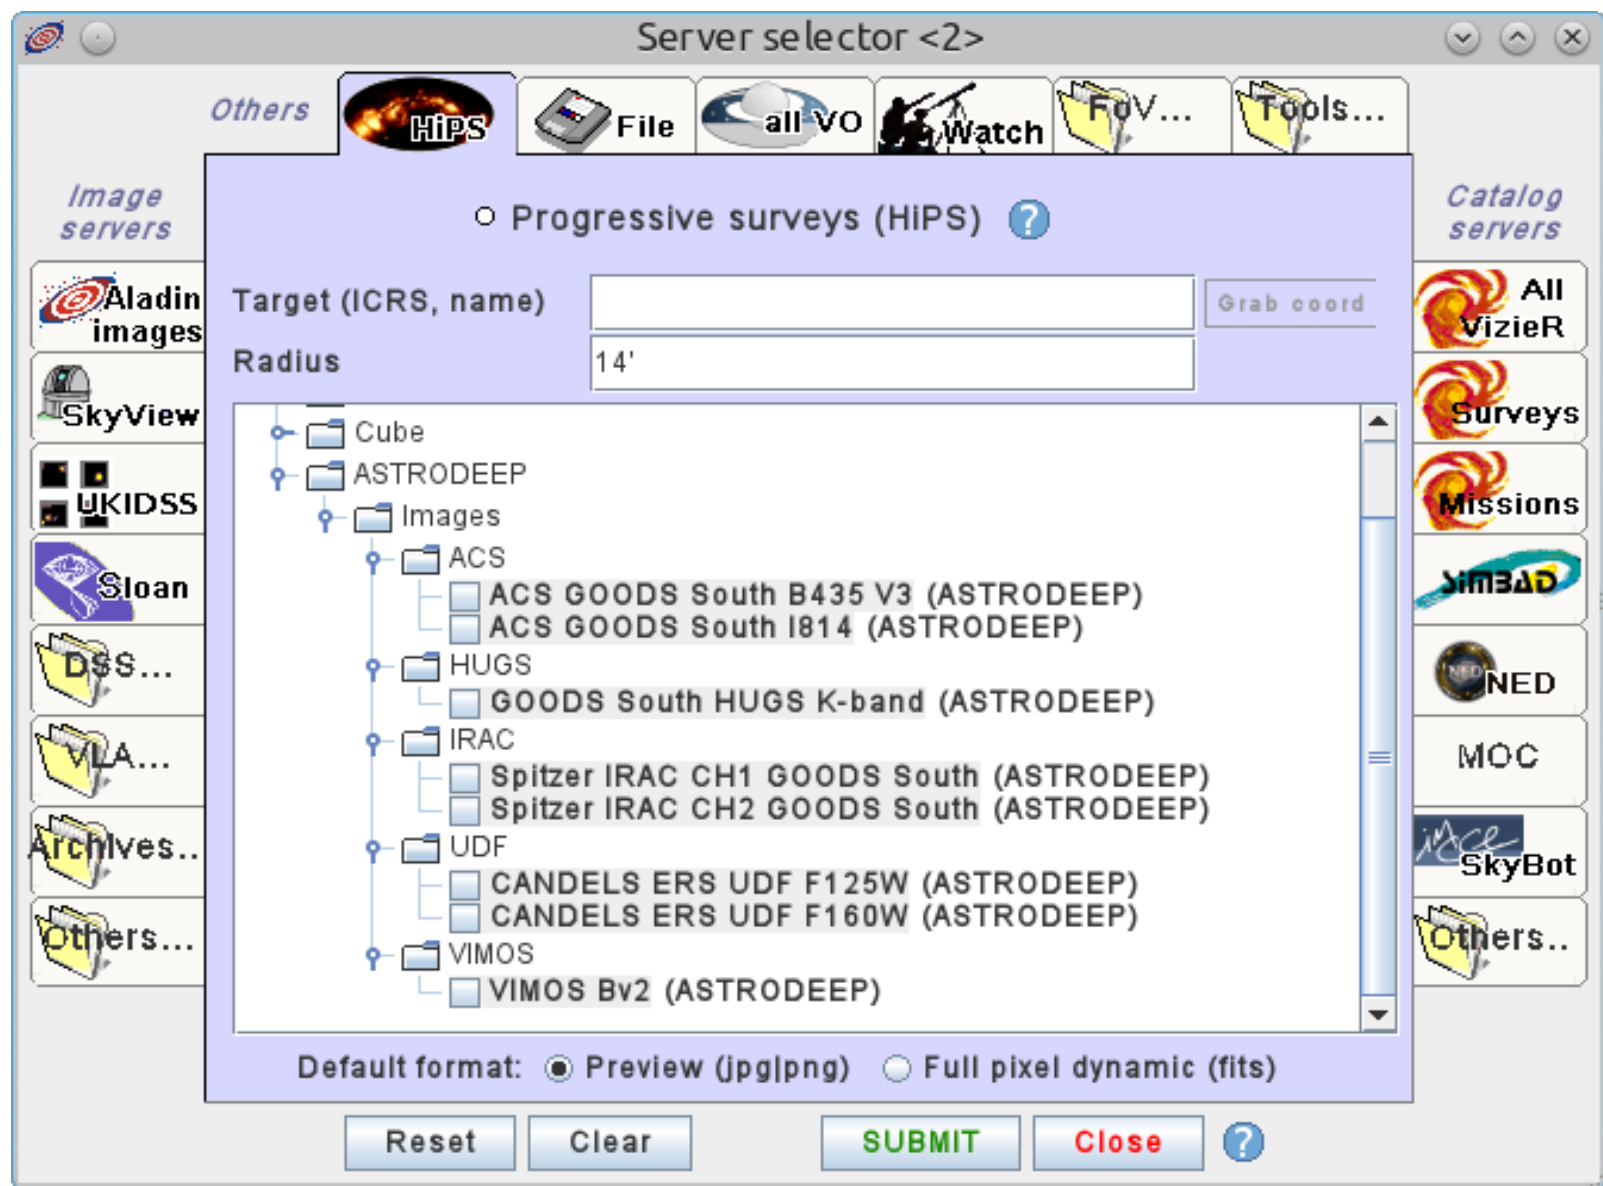 Server selector <2>
Others
HiPS
File
all VO
Watch
FoV...
Tools...
Image
servers
Catalog
servers
Progressive surveys (HiPS) ?
Target (ICRS, name)
Grab coord
Radius
14'
Aladin
images
SkyView
UKIDSS
Sloan
DSS...
VLA...
Archives..
Others...
Cube
ASTRODEEP
Images
ACS
ACS GOODS South B435 V3 (ASTRODEEP)
ACS GOODS South I814 (ASTRODEEP)
HUGS
GOODS South HUGS K-band (ASTRODEEP)
IRAC
Spitzer IRAC CH1 GOODS South (ASTRODEEP)
Spitzer IRAC CH2 GOODS South (ASTRODEEP)
UDF
CANDELS ERS UDF F125W (ASTRODEEP)
CANDELS ERS UDF F160W (ASTRODEEP)
VIMOS
VIMOS Bv2 (ASTRODEEP)
All
VizieR
Surveys
Missions
SIMBAD
NED
NED
MOC
imcce
SkyBot
Others..
Default format: Preview (jpg|png) Full pixel dynamic (fits)
Reset
Clear
SUBMIT
Close
?